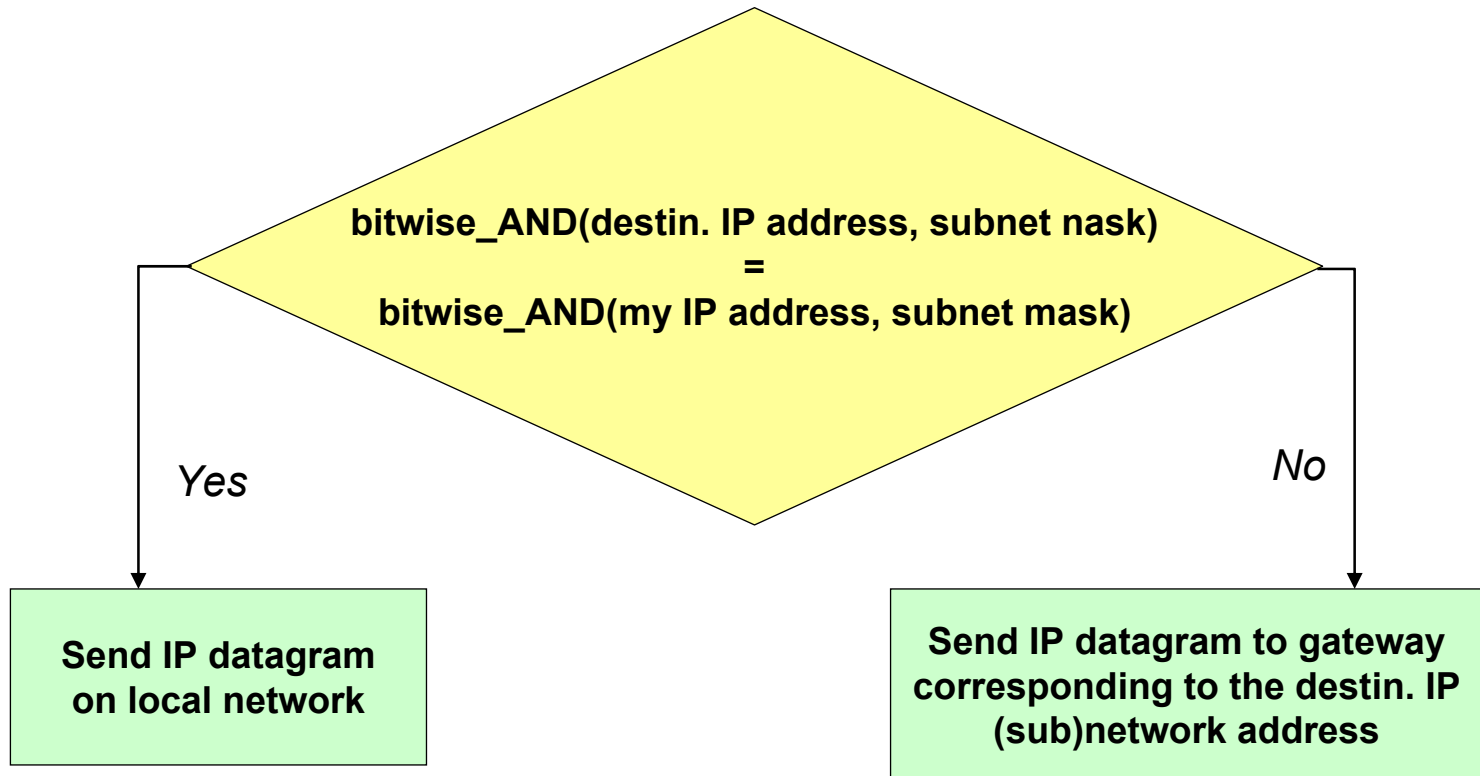 bitwise_AND(destin. IP address, subnet nask)
=
bitwise_AND(my IP address, subnet mask)
Yes
No
Send IP datagram
on local network
Send IP datagram to gateway
corresponding to the destin. IP
(sub)network address